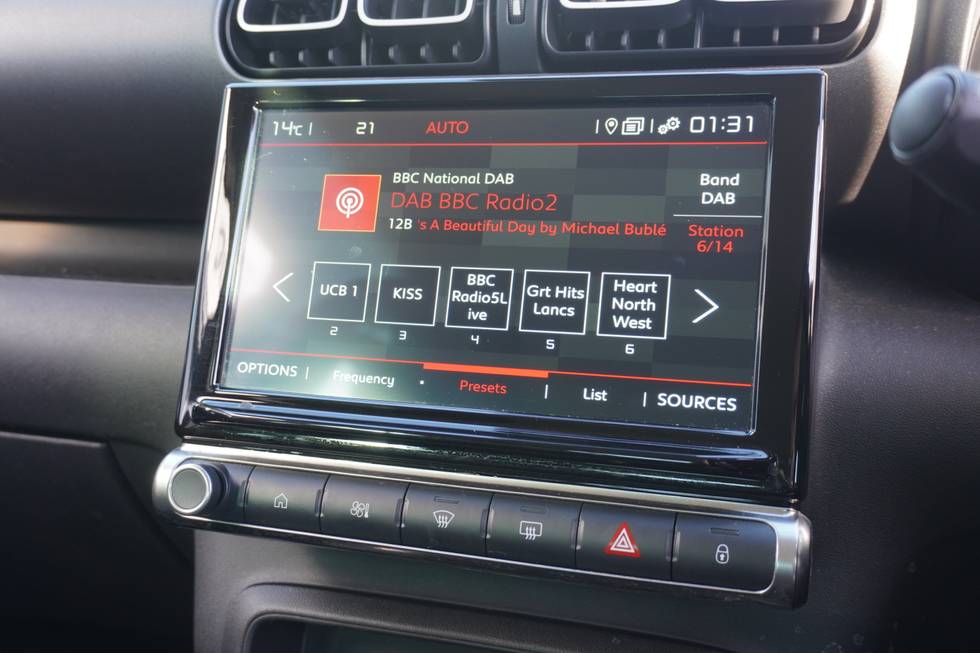 14°C | 21 AUTO 01:31
BBC National DAB
DAB BBC Radio2
12B 's A Beautiful Day by Michael Bublé
Band
DAB
Station
6/14
UCB 1
2
KISS
3
BBC
Radio5L
ive
4
Grt Hits
Lancs
5
Heart
North
West
6
OPTIONS | Frequency Presets | List | SOURCES